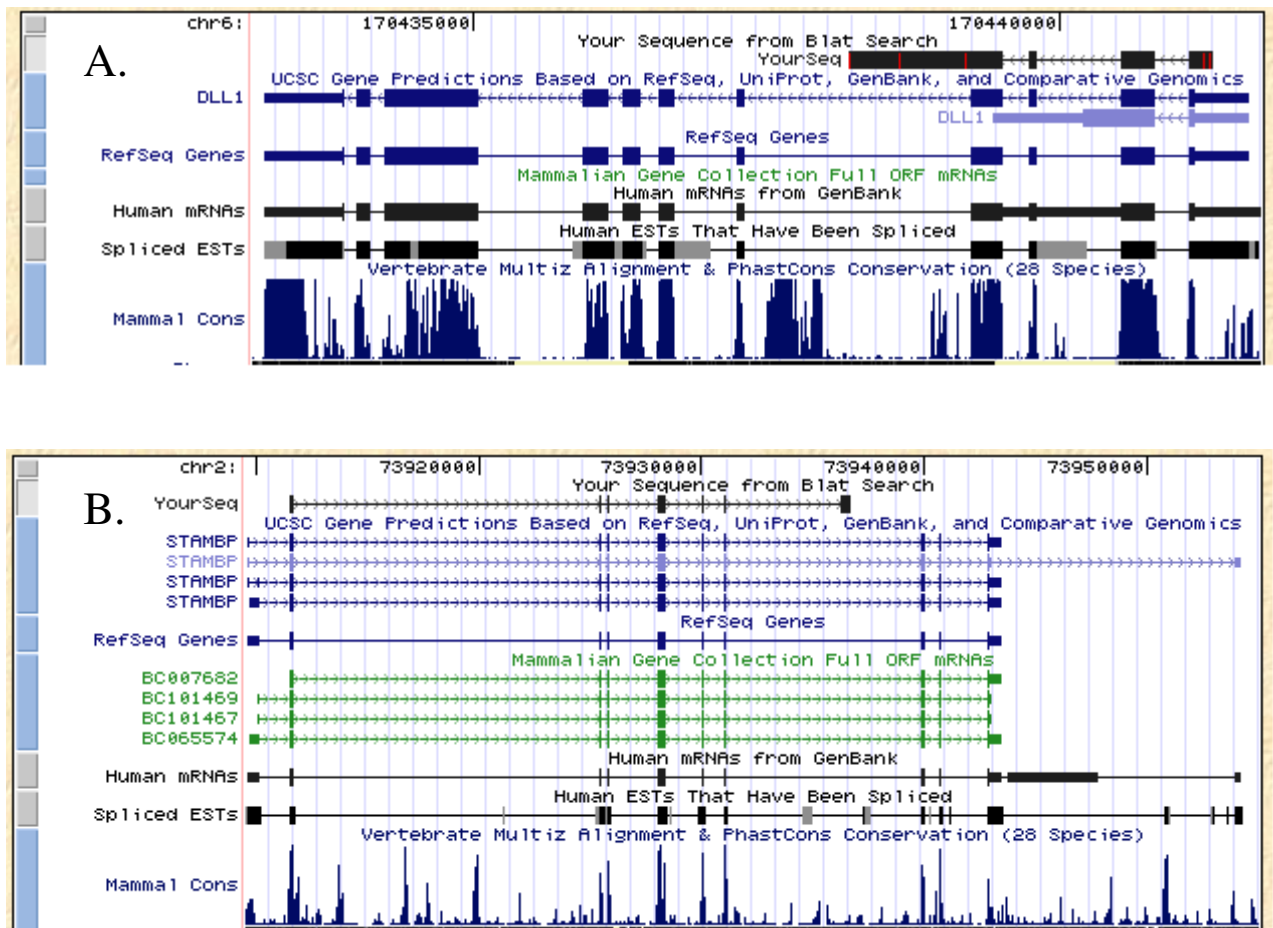 A.
chr6: 170435000| 170440000|
Your Sequence from Blat Search
YourSeq
UCSC Gene Predictions Based on RefSeq, UniProt, GenBank, and Comparative Genomics
DLL1
DLL1
RefSeq Genes
RefSeq Genes
Mammalian Gene Collection Full ORF mRNAs
Human mRNAs from GenBank
Human mRNAs
Human ESTs That Have Been Spliced
Spliced ESTs
Vertebrate Multiz Alignment & PhastCons Conservation (28 Species)
Mammal Cons
B.
chr2: | 73920000| 73930000| 73940000| 73950000|
Your Sequence from Blat Search
YourSeq
UCSC Gene Predictions Based on RefSeq, UniProt, GenBank, and Comparative Genomics
STAMBP
STAMBP
STAMBP
STAMBP
RefSeq Genes
RefSeq Genes
Mammalian Gene Collection Full ORF mRNAs
BC007682
BC101469
BC101467
BC065574
Human mRNAs from GenBank
Human mRNAs
Human ESTs That Have Been Spliced
Spliced ESTs
Vertebrate Multiz Alignment & PhastCons Conservation (28 Species)
Mammal Cons